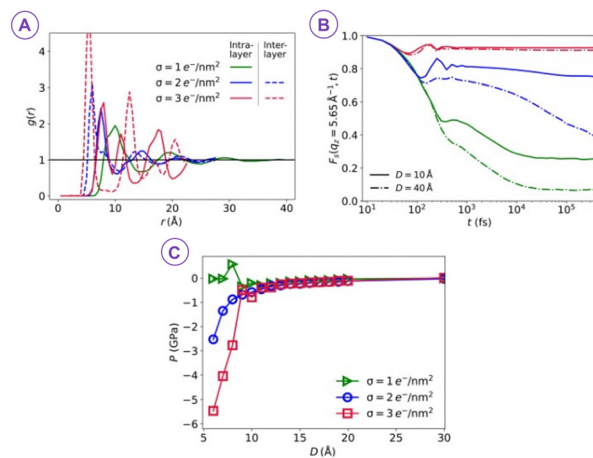 A
Intra-
layer
Inter-
layer
σ = 1 e⁻/nm²
σ = 2 e⁻/nm²
σ = 3 e⁻/nm²
g(r)
4
3
2
1
0
0 10 20 30 40
r (Å)
B
Fₛ(q_z = 5.65 Å⁻¹, t)
1.0
0.8
0.6
0.4
0.2
0.0
D = 10 Å
D = 40 Å
10¹ 10² 10³ 10⁴ 10⁵
t (fs)
C
P (GPa)
1
0
−1
−2
−3
−4
−5
−6
σ = 1 e⁻/nm²
σ = 2 e⁻/nm²
σ = 3 e⁻/nm²
5 10 15 20 25 30
D (Å)